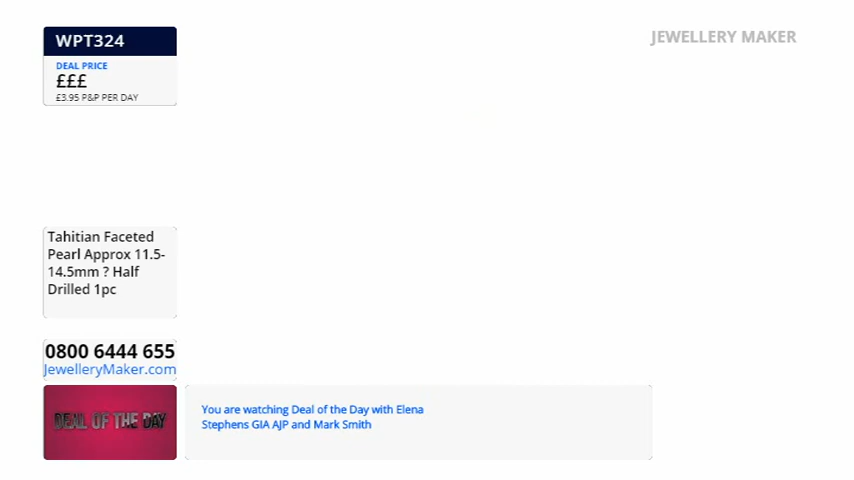 WPT324
JEWELLERY MAKER
DEAL PRICE
£££
£3.95 P&P PER DAY
Tahitian Faceted
Pearl Approx 11.5-
14.5mm ? Half
Drilled 1pc
0800 6444 655
JewelleryMaker.com
DEAL OF THE DAY
You are watching Deal of the Day with Elena
Stephens GIA AJP and Mark Smith